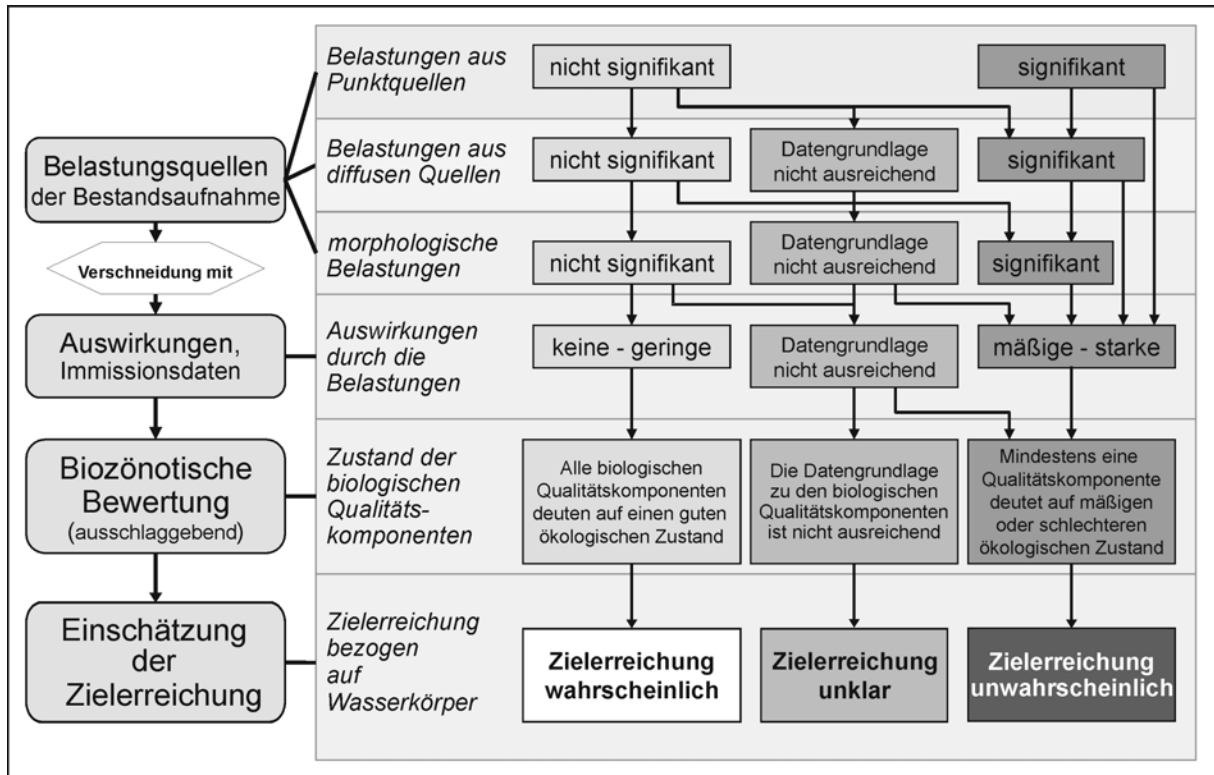 Belastungsquellen
der Bestandsaufnahme
Verschneidung mit
Auswirkungen,
Immissionsdaten
Biozönotische
Bewertung
(ausschlaggebend)
Einschätzung
der
Zielerreichung
Belastungen aus
Punktquellen
nicht signifikant
signifikant
Belastungen aus
diffusen Quellen
nicht signifikant
Datengrundlage
nicht ausreichend
signifikant
morphologische
Belastungen
nicht signifikant
Datengrundlage
nicht ausreichend
signifikant
Auswirkungen
durch die
Belastungen
keine - geringe
Datengrundlage
nicht ausreichend
mäßige - starke
Zustand der
biologischen
Qualitäts-
komponenten
Alle biologischen
Qualitätskomponenten
deuten auf einen guten
ökologischen Zustand
Die Datengrundlage
zu den biologischen
Qualitätskomponenten
ist nicht ausreichend
Mindestens eine
Qualitätskomponente
deutet auf mäßigen
oder schlechteren
ökologischen Zustand
Zielerreichung
bezogen
auf
Wasserkörper
Zielerreichung
wahrscheinlich
Zielerreichung
unklar
Zielerreichung
unwahrscheinlich